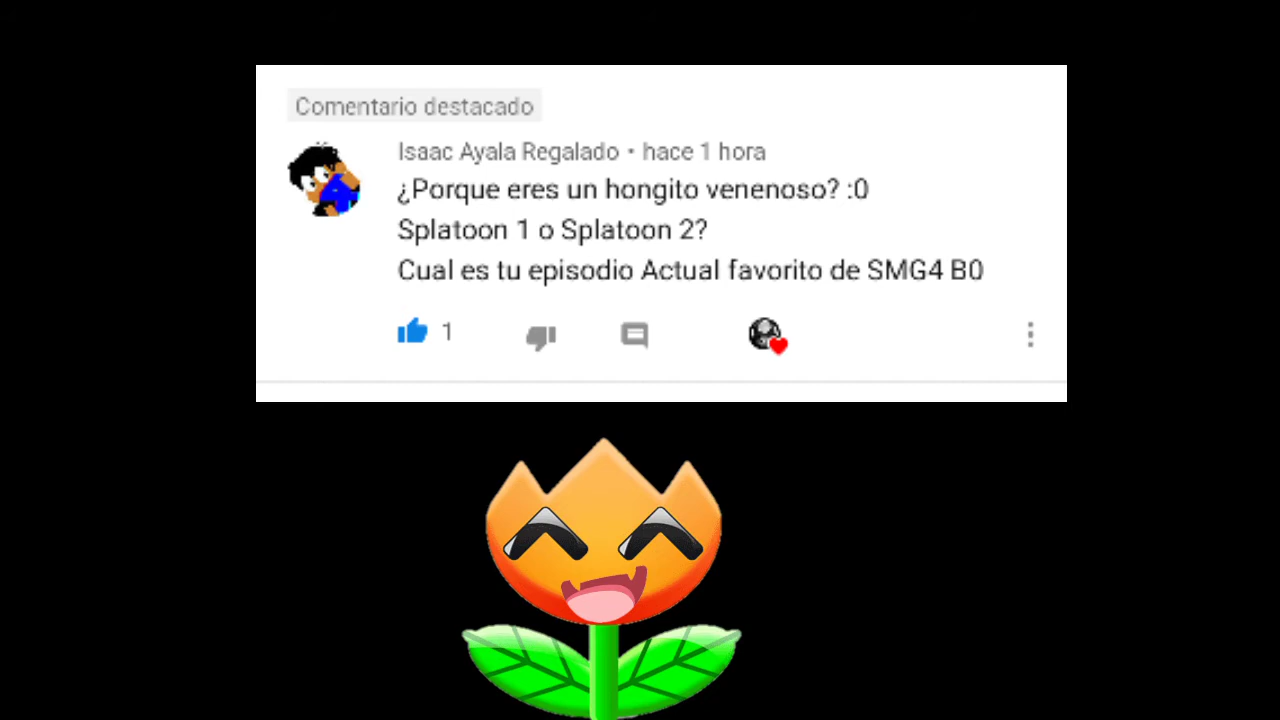 Comentario destacado
Isaac Ayala Regalado • hace 1 hora
¿Porque eres un hongito venenoso? :0
Splatoon 1 o Splatoon 2?
Cual es tu episodio Actual favorito de SMG4 B0
1